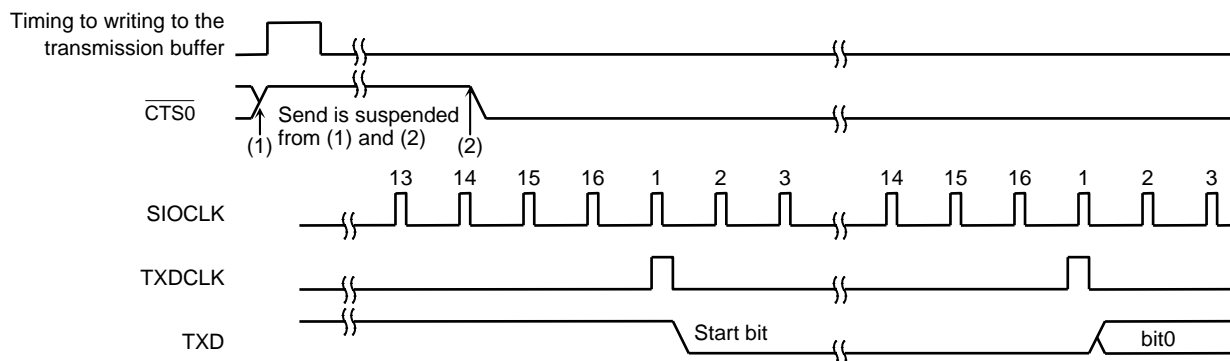 Timing to writing to the
transmission buffer
CTS0
Send is suspended
from (1) and (2)
(1)
(2)
13 14 15 16 1 2 3 14 15 16 1 2 3
SIOCLK
TXDCLK
TXD
Start bit
bit0